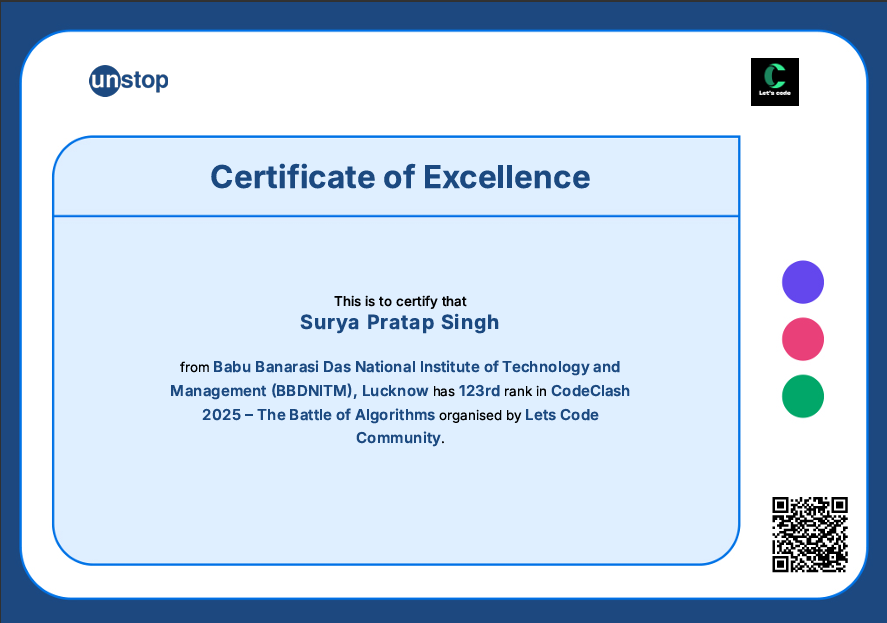 unstop
Let's code
Certificate of Excellence
This is to certify that
Surya Pratap Singh
from Babu Banarasi Das National Institute of Technology and
Management (BBDNITM), Lucknow has 123rd rank in CodeClash
2025 – The Battle of Algorithms organised by Lets Code
Community.